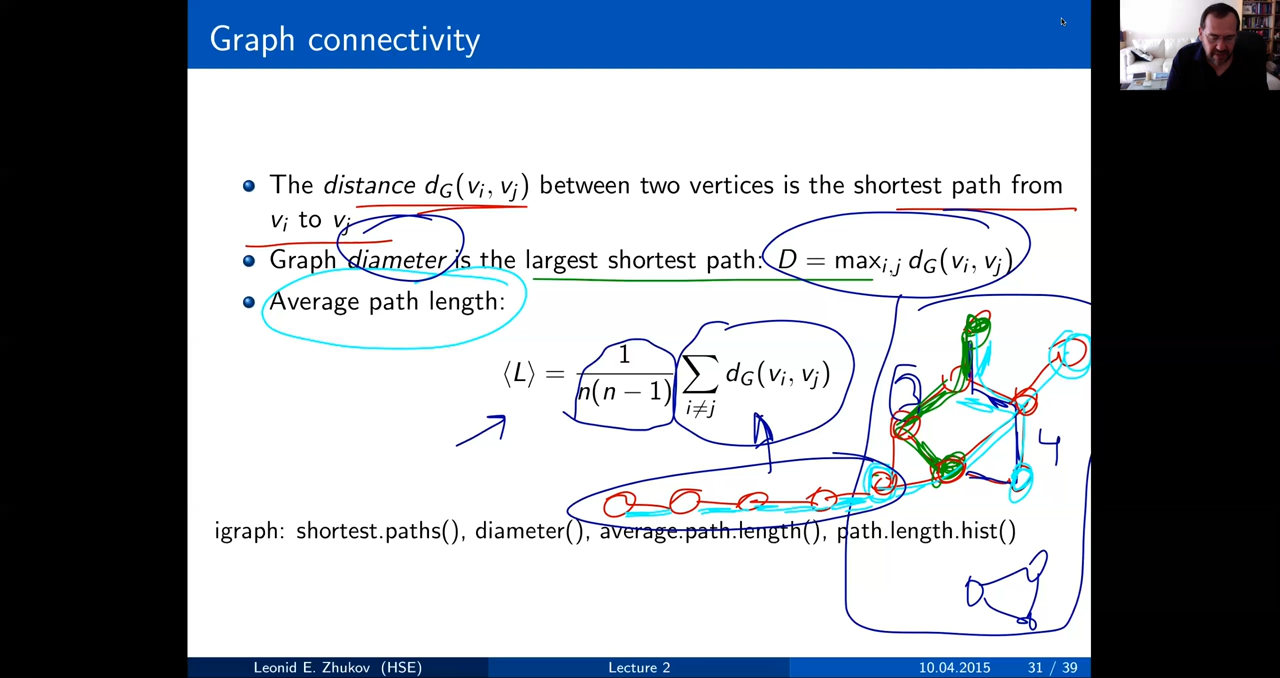 Graph connectivity
The distance d_G(v_i, v_j) between two vertices is the shortest path from
v_i to v_j
Graph diameter is the largest shortest path: D = max_{i,j} d_G(v_i, v_j)
Average path length:
⟨L⟩ = 1 / n(n − 1) ∑_{i≠j} d_G(v_i, v_j)
3
4
igraph: shortest.paths(), diameter(), average.path.length(), path.length.hist()
Leonid E. Zhukov (HSE) Lecture 2 10.04.2015 31 / 39